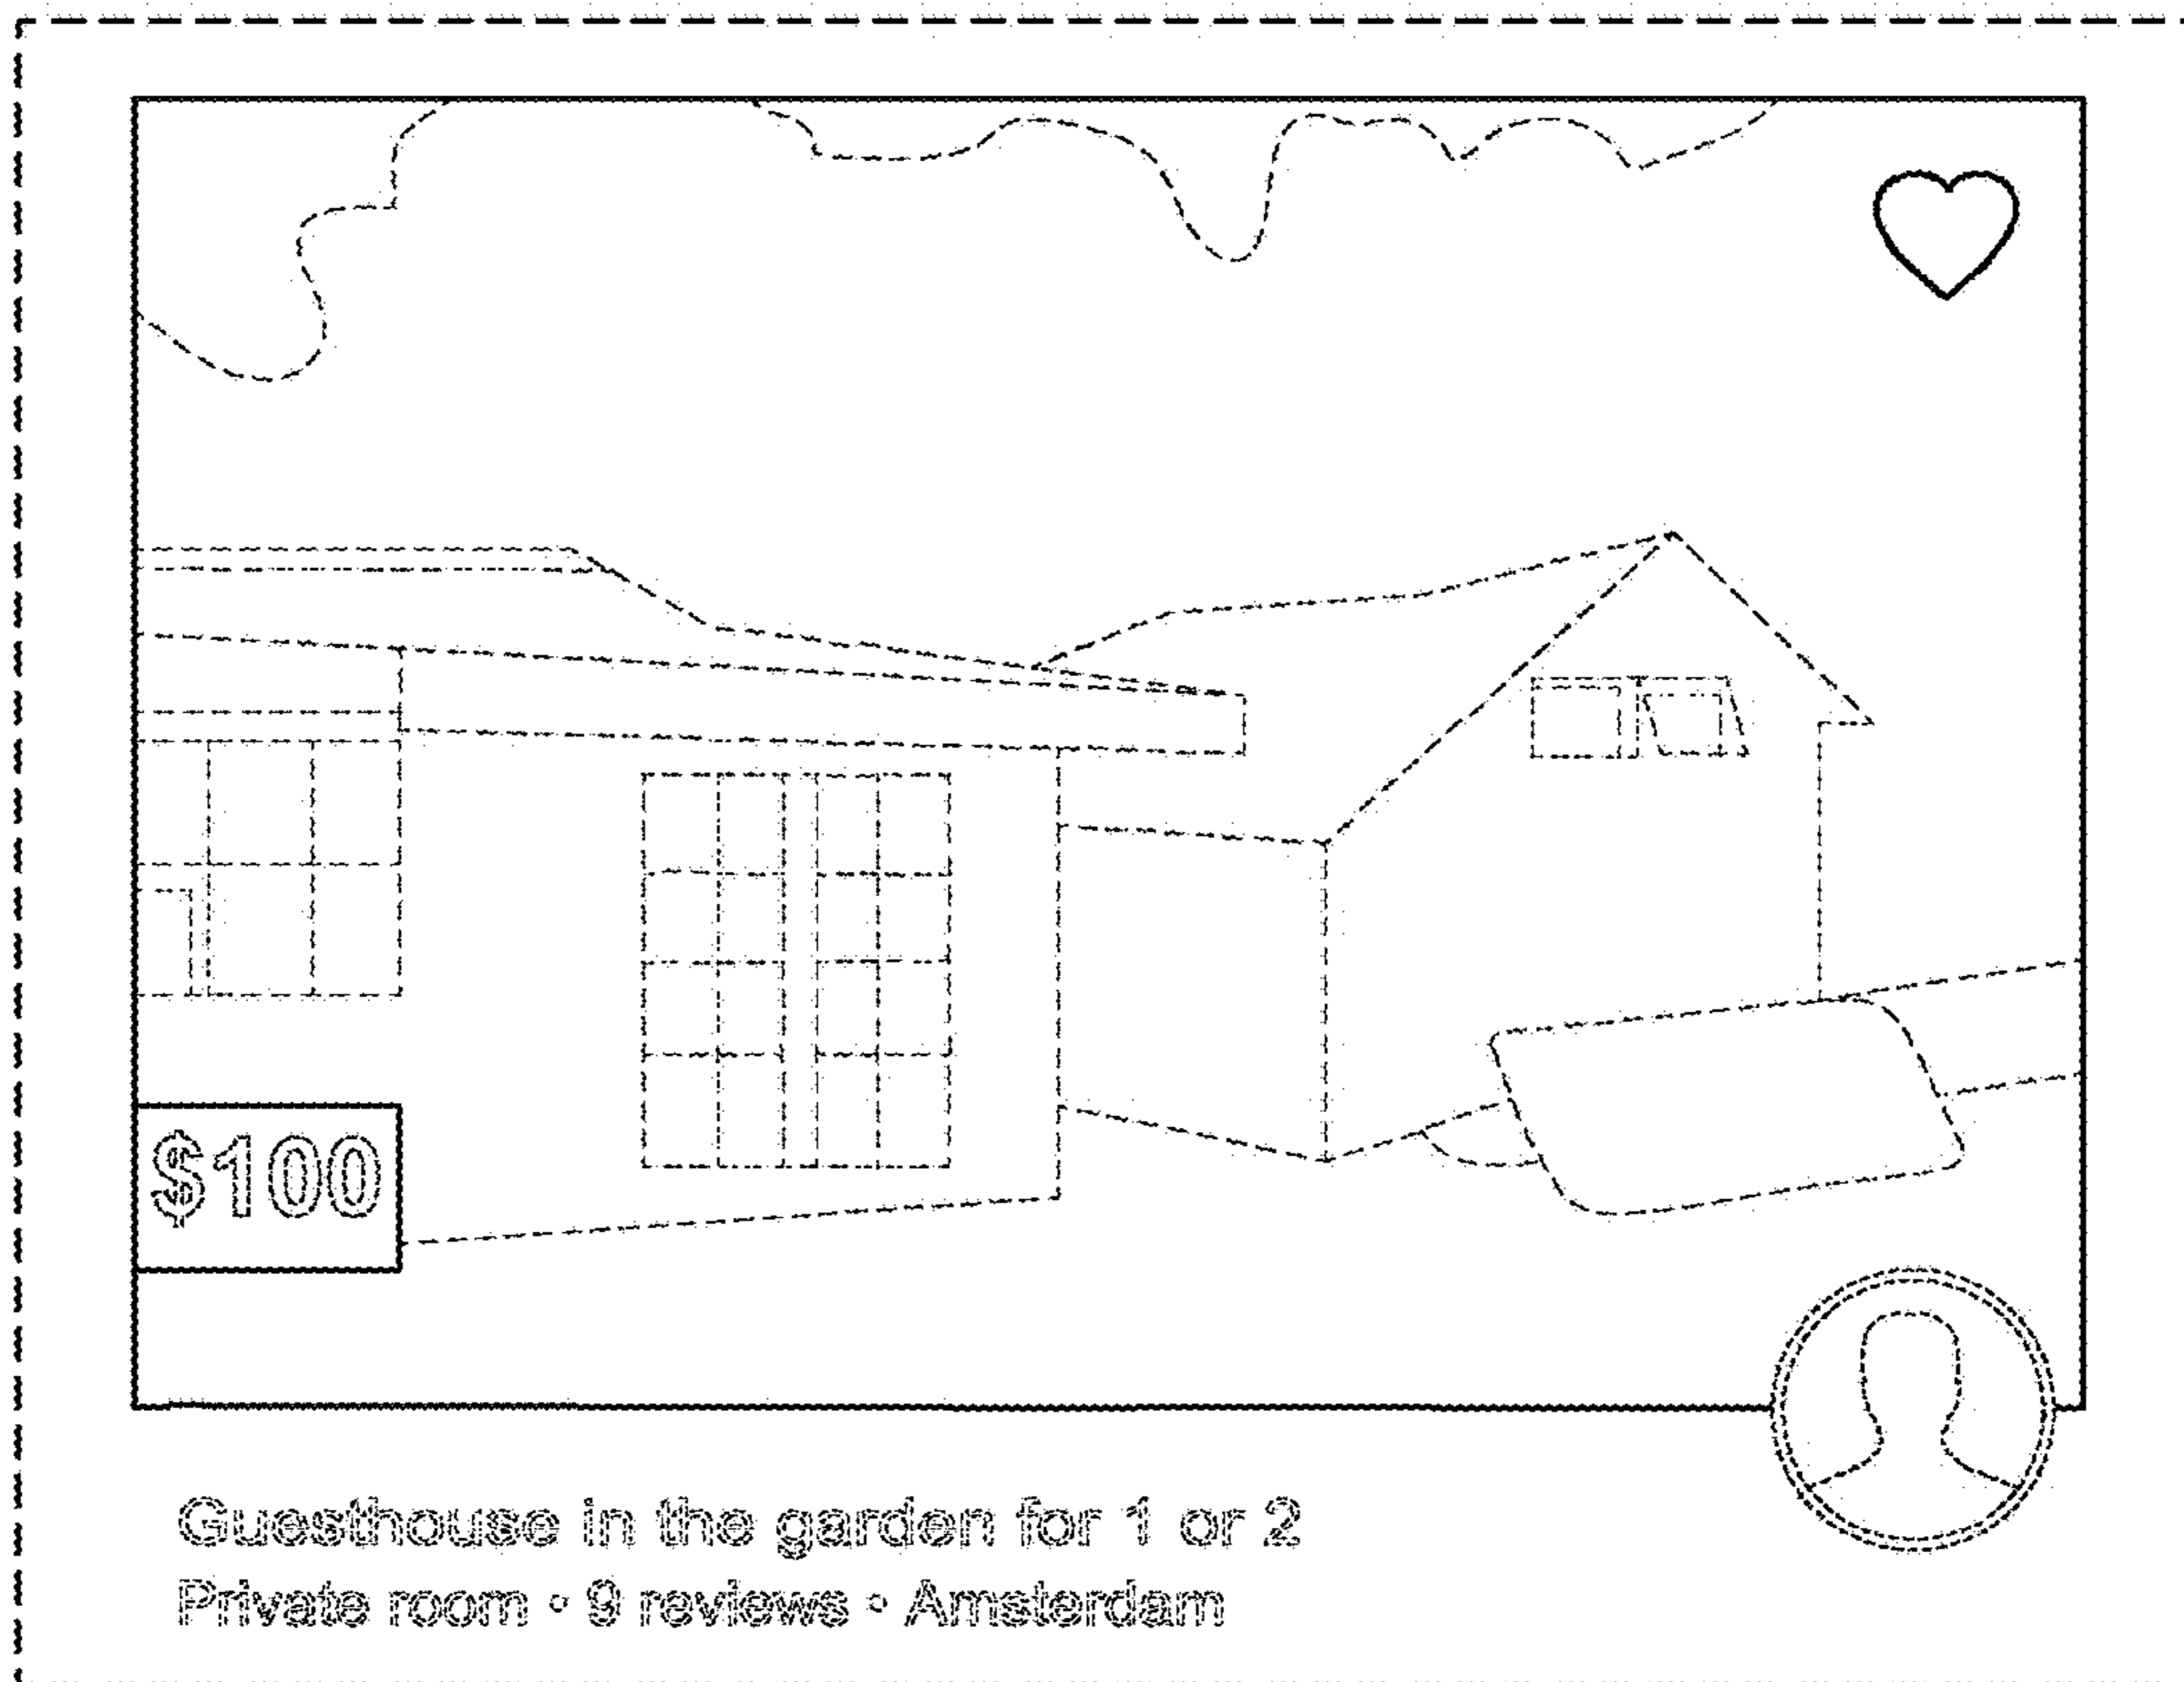 $100
Guesthouse in the garden for 1 or 2
Private room • 9 reviews • Amsterdam